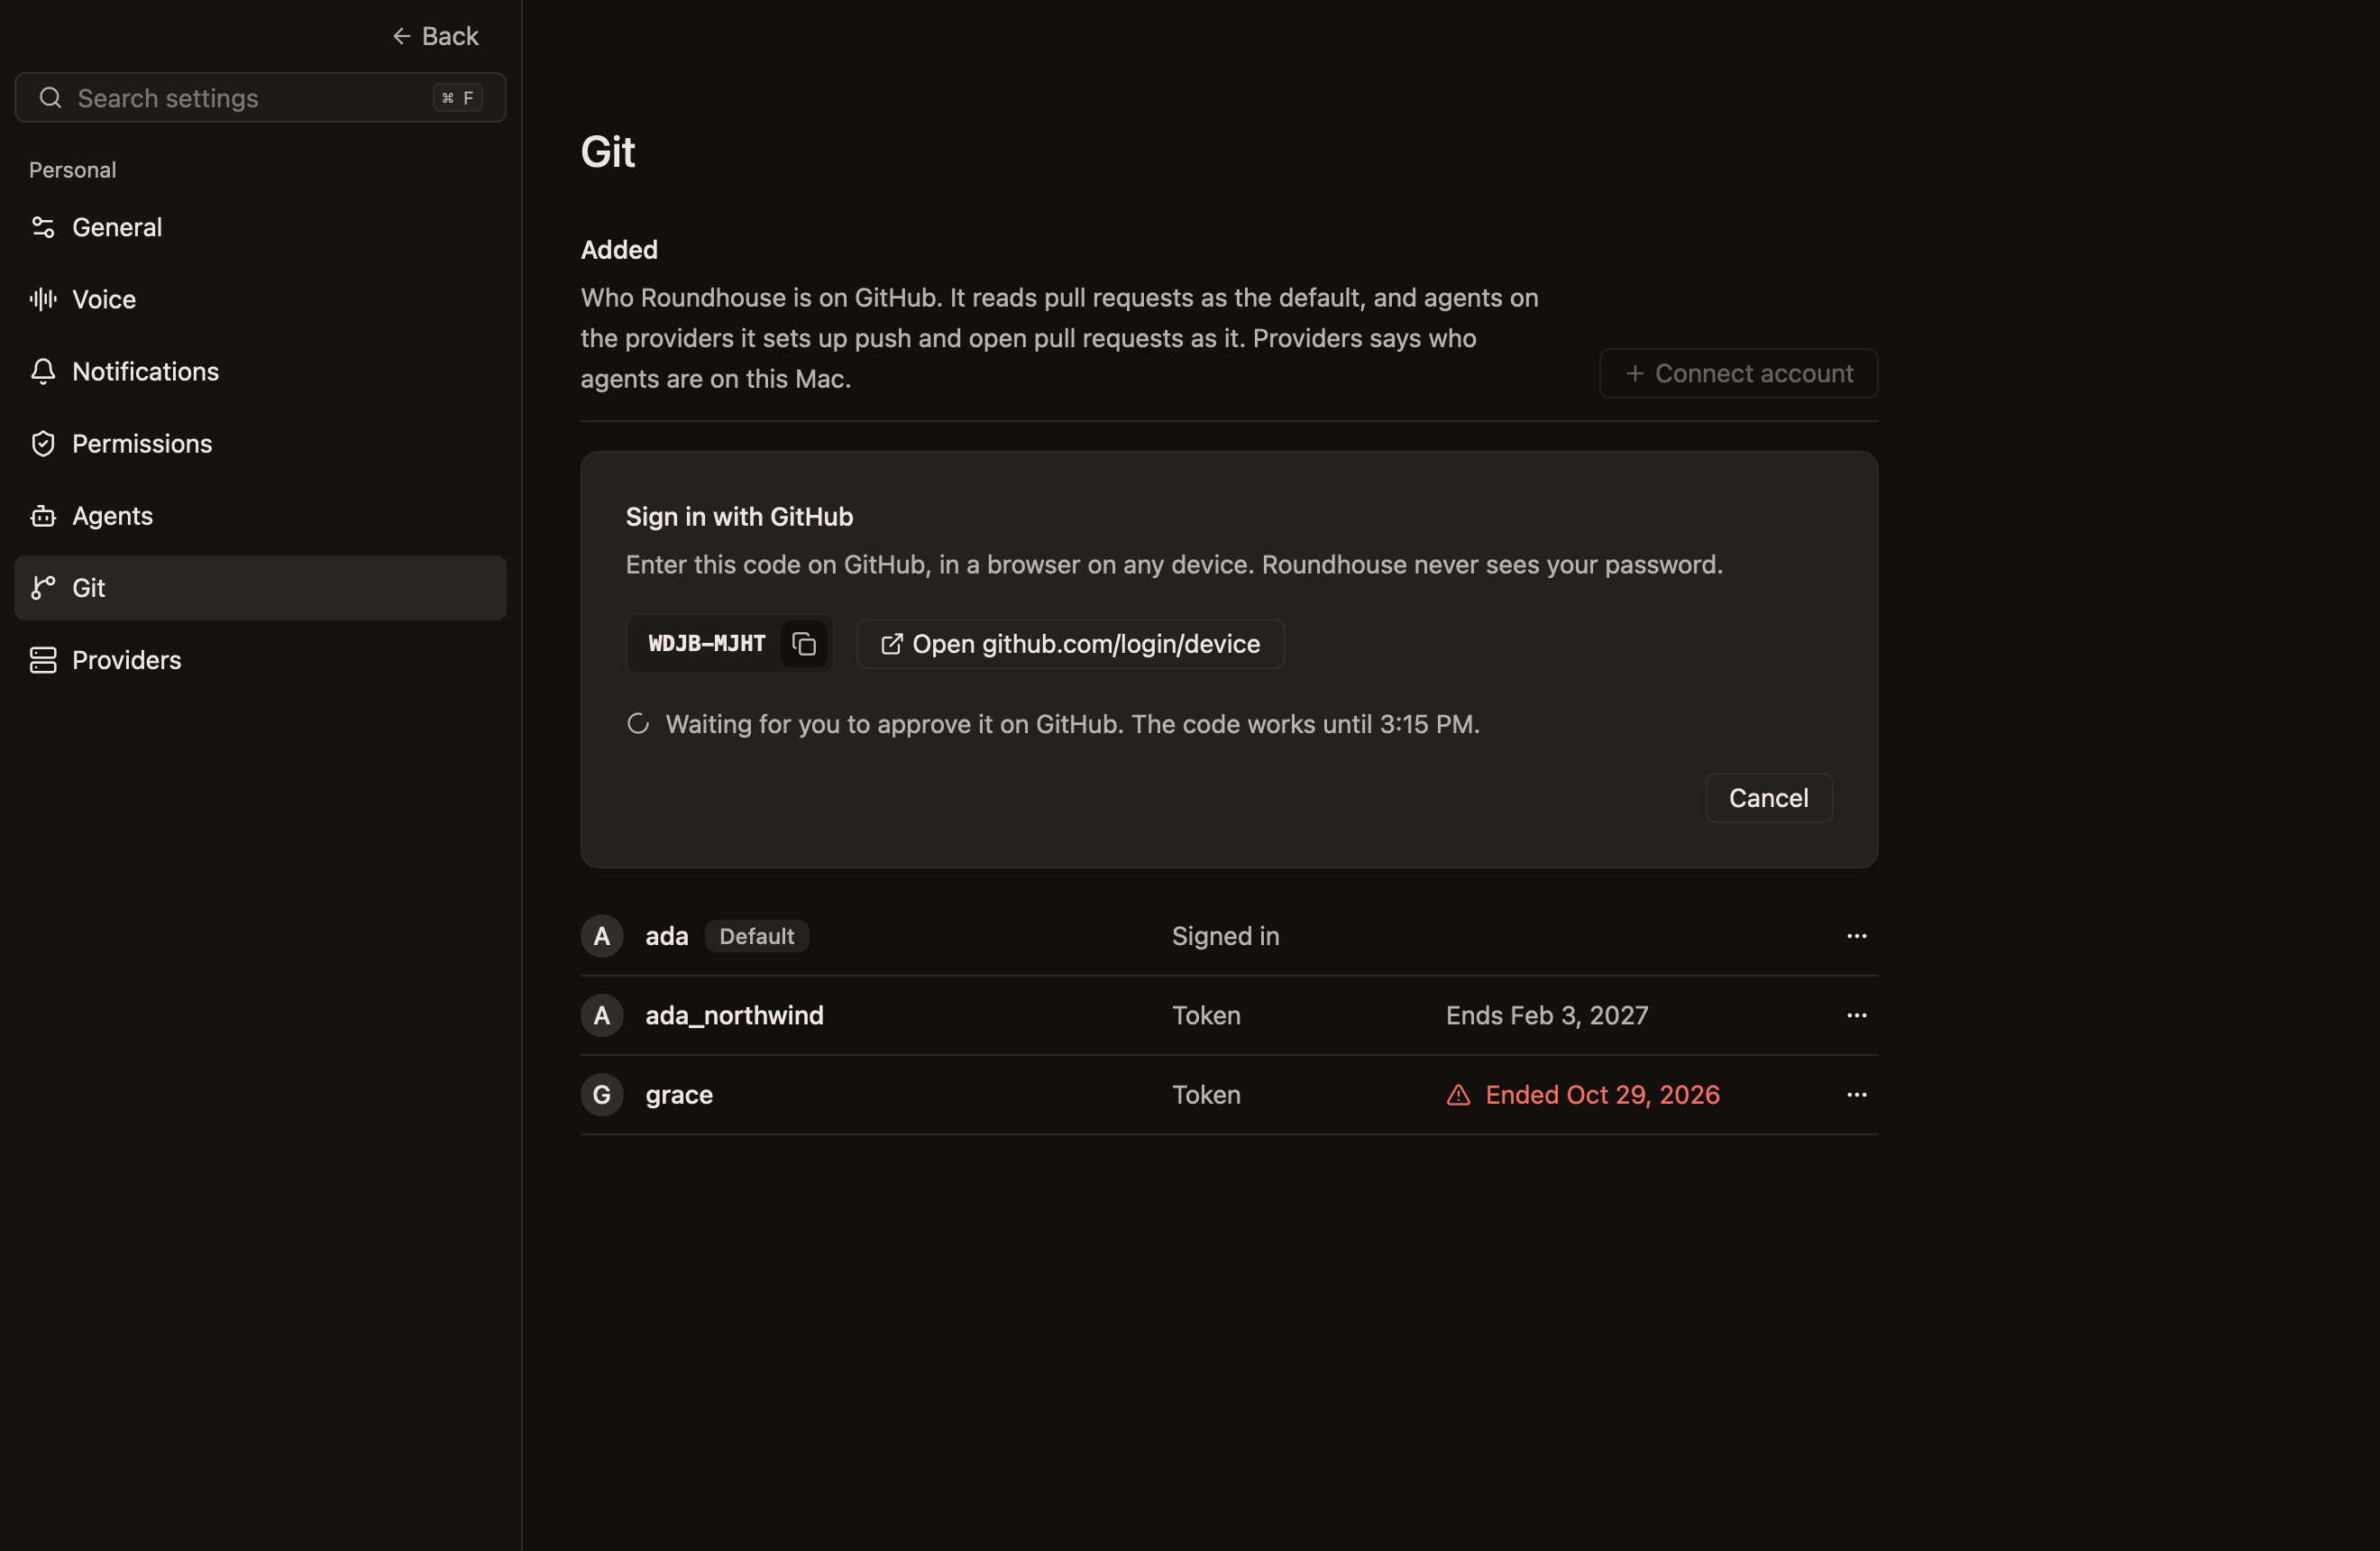 Back
Search settings
⌘ F
Personal
General
Voice
Notifications
Permissions
Agents
Git
Providers
Git
Added
Who Roundhouse is on GitHub. It reads pull requests as the default, and agents on
the providers it sets up push and open pull requests as it. Providers says who
agents are on this Mac.
Connect account
Sign in with GitHub
Enter this code on GitHub, in a browser on any device. Roundhouse never sees your password.
WDJB-MJHT
Open github.com/login/device
Waiting for you to approve it on GitHub. The code works until 3:15 PM.
Cancel
A ada Default Signed in
A ada_northwind Token Ends Feb 3, 2027
G grace Token Ended Oct 29, 2026